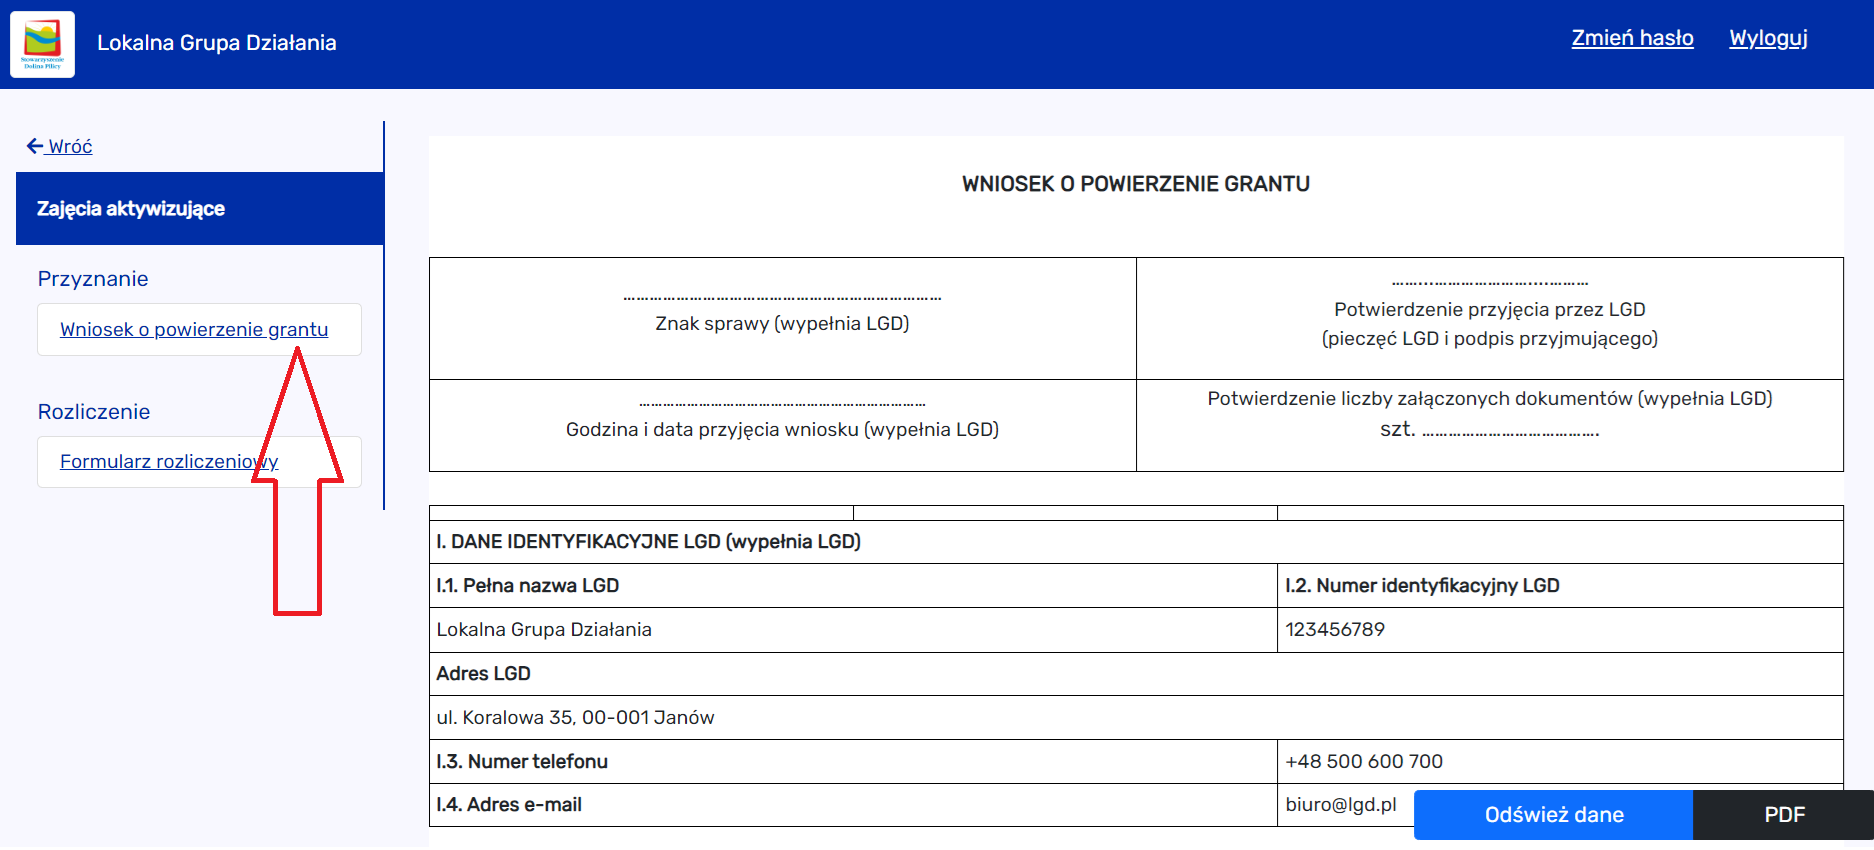 Stowarzyszenie
Dolina Pilicy
Lokalna Grupa Działania
Zmień hasło
Wyloguj
Wróć
Zajęcia aktywizujące
Przyznanie
Wniosek o powierzenie grantu
Rozliczenie
Formularz rozliczeniowy
WNIOSEK O POWIERZENIE GRANTU
Znak sprawy (wypełnia LGD)
Potwierdzenie przyjęcia przez LGD
(pieczęć LGD i podpis przyjmującego)
Godzina i data przyjęcia wniosku (wypełnia LGD)
Potwierdzenie liczby załączonych dokumentów (wypełnia LGD)
szt. ………………………………….
I. DANE IDENTYFIKACYJNE LGD (wypełnia LGD)
I.1. Pełna nazwa LGD
I.2. Numer identyfikacyjny LGD
Lokalna Grupa Działania
123456789
Adres LGD
ul. Koralowa 35, 00-001 Janów
I.3. Numer telefonu
+48 500 600 700
I.4. Adres e-mail
biuro@lgd.pl
Odśwież dane
PDF